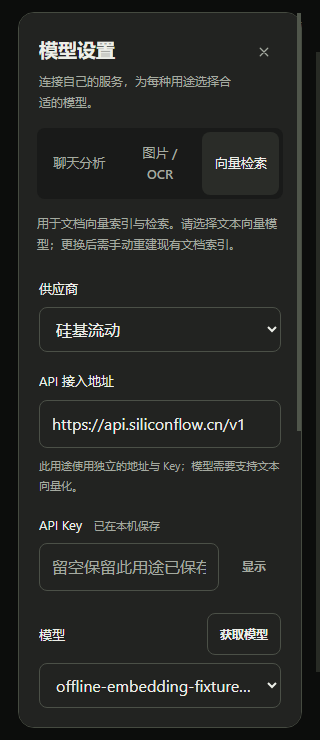 模型设置
×
连接自己的服务，为每种用途选择合
适的模型。
聊天分析
图片 /
OCR
向量检索
用于文档向量索引与检索。请选择文本向量模
型；更换后需手动重建现有文档索引。
供应商
硅基流动
API 接入地址
https://api.siliconflow.cn/v1
此用途使用独立的地址与 Key；模型需要支持文本
向量化。
API Key 已在本机保存
留空保留此用途已保存
显示
模型
获取模型
offline-embedding-fixture...